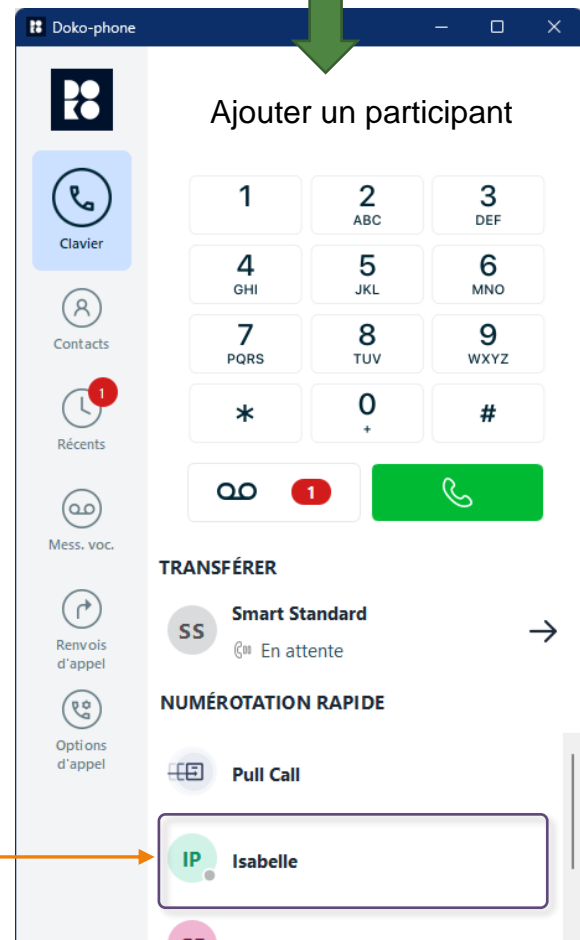 Doko-phone
DO
KO
Ajouter un participant
Clavier
Contacts
1
Récents
Mess. voc.
Renvois
d'appel
Options
d'appel
1 2 3
ABC DEF
4 5 6
GHI JKL MNO
7 8 9
PQRS TUV WXYZ
* 0 #
+
1
TRANSFÉRER
SS Smart Standard
En attente
NUMÉROTATION RAPIDE
Pull Call
IP Isabelle